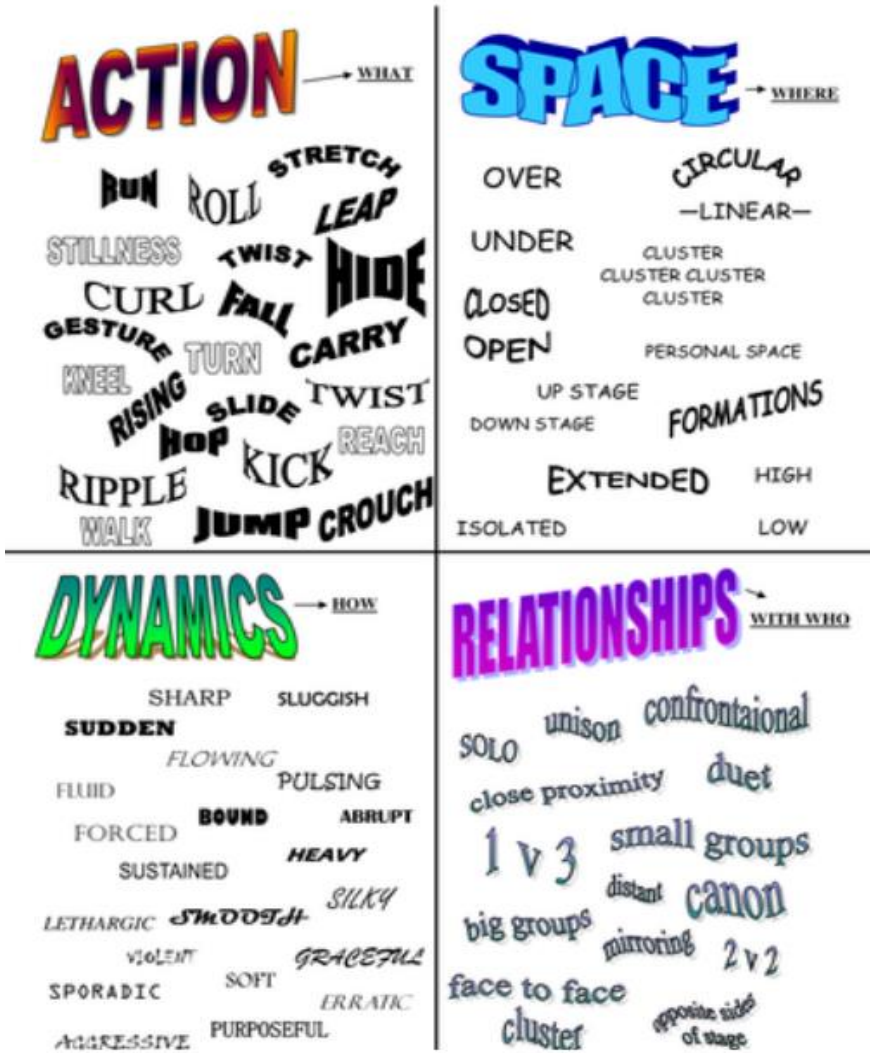 ACTION → WHAT
STRETCH
RUN ROLL LEAP
STILLNESS TWIST HIDE
CURL FALL
GESTURE TURN CARRY
KNEEL RISING SLIDE TWIST
HOP KICK REACH
RIPPLE
WALK JUMP CROUCH
SPACE → WHERE
OVER CIRCULAR
—LINEAR—
UNDER CLUSTER
CLUSTER CLUSTER
CLOSED CLUSTER
OPEN PERSONAL SPACE
UP STAGE
DOWN STAGE FORMATIONS
EXTENDED HIGH
ISOLATED LOW
DYNAMICS → HOW
SHARP SLUGGISH
SUDDEN
FLOWING
FLUID PULSING
FORCED BOUND ABRUPT
SUSTAINED HEAVY
SILKY
LETHARGIC SMOOTH
VIOLENT GRACEFUL
SPORADIC SOFT
ERRATIC
AGGRESSIVE PURPOSEFUL
RELATIONSHIPS → WITH WHO
SOLO unison confrontaional
close proximity duet
1 v 3 small groups
distant canon
big groups
mirroring 2 v 2
face to face
cluster opposite sides
of stage